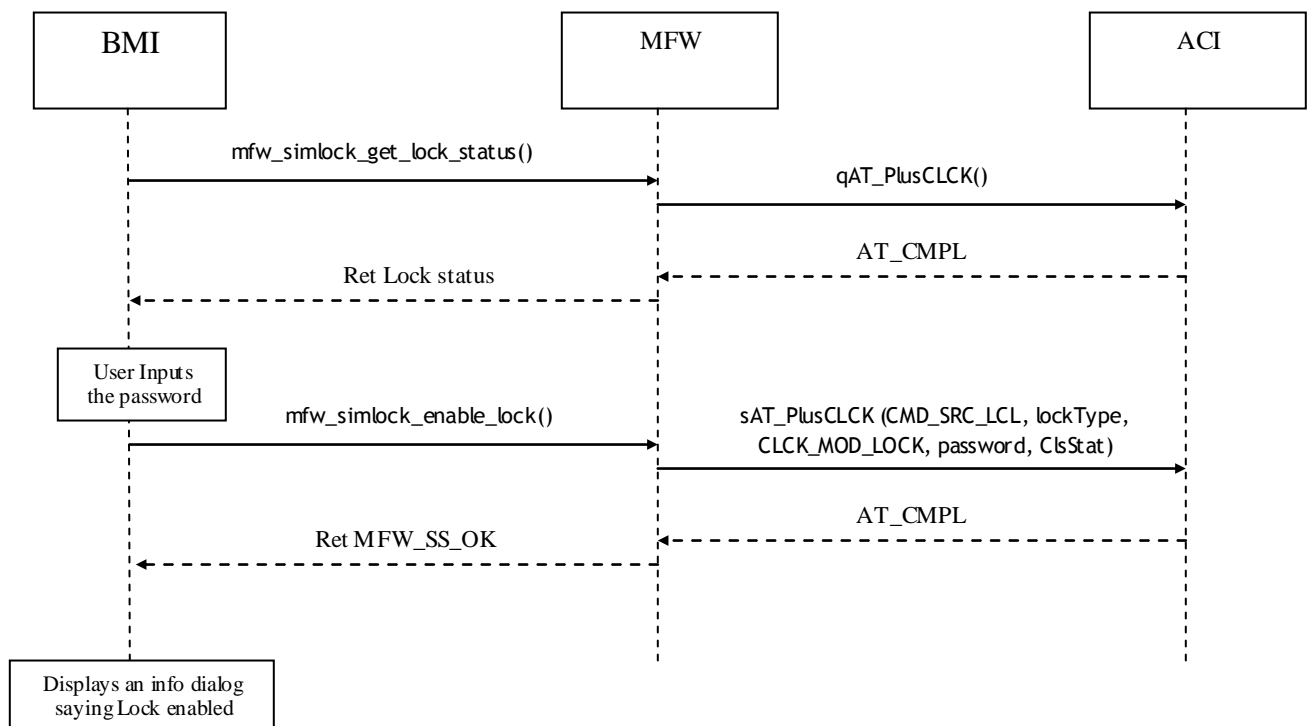 BMI
MFW
ACI
mfw_simlock_get_lock_status()
qAT_PlusCLCK()
AT_CMPL
Ret Lock status
User Inputs
the password
mfw_simlock_enable_lock()
sAT_PlusCLCK (CMD_SRC_LCL, lockType,
CLCK_MOD_LOCK, password, ClsStat)
AT_CMPL
Ret MFW_SS_OK
Displays an info dialog
saying Lock enabled